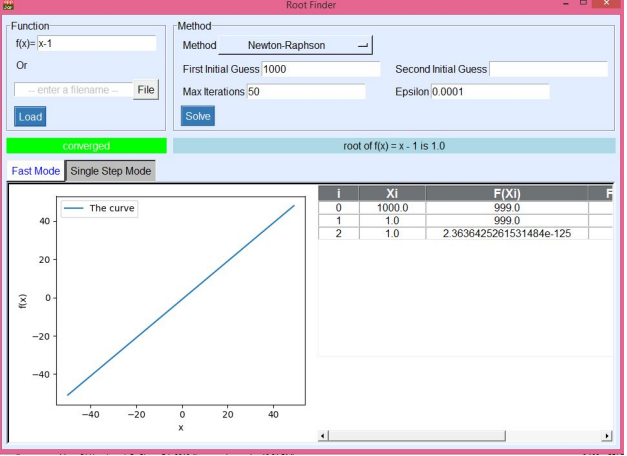 Root Finder
Function
f(x)= x-1
Or
-- enter a filename -- File
Load
Method
Method Newton-Raphson
First Initial Guess 1000 Second Initial Guess
Max Iterations 50 Epsilon 0.0001
Solve
converged
root of f(x) = x - 1 is 1.0
Fast Mode Single Step Mode
The curve
40
20
0
−20
−40
f(x)
−40 −20 0 20 40
x
i Xi F(Xi) F
0 1000.0 999.0
1 1.0 999.0
2 1.0 2.3636425261531484e-125